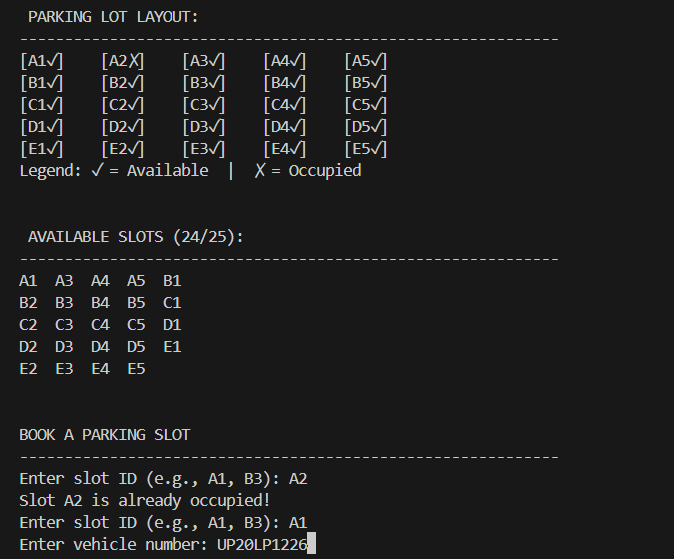 PARKING LOT LAYOUT:
------------------------------------------------------------
[A1✓]    [A2✗]    [A3✓]    [A4✓]    [A5✓]
[B1✓]    [B2✓]    [B3✓]    [B4✓]    [B5✓]
[C1✓]    [C2✓]    [C3✓]    [C4✓]    [C5✓]
[D1✓]    [D2✓]    [D3✓]    [D4✓]    [D5✓]
[E1✓]    [E2✓]    [E3✓]    [E4✓]    [E5✓]
Legend: ✓ = Available  |  ✗ = Occupied
AVAILABLE SLOTS (24/25):
------------------------------------------------------------
A1  A3  A4  A5  B1
B2  B3  B4  B5  C1
C2  C3  C4  C5  D1
D2  D3  D4  D5  E1
E2  E3  E4  E5
BOOK A PARKING SLOT
------------------------------------------------------------
Enter slot ID (e.g., A1, B3): A2
Slot A2 is already occupied!
Enter slot ID (e.g., A1, B3): A1
Enter vehicle number: UP20LP1226